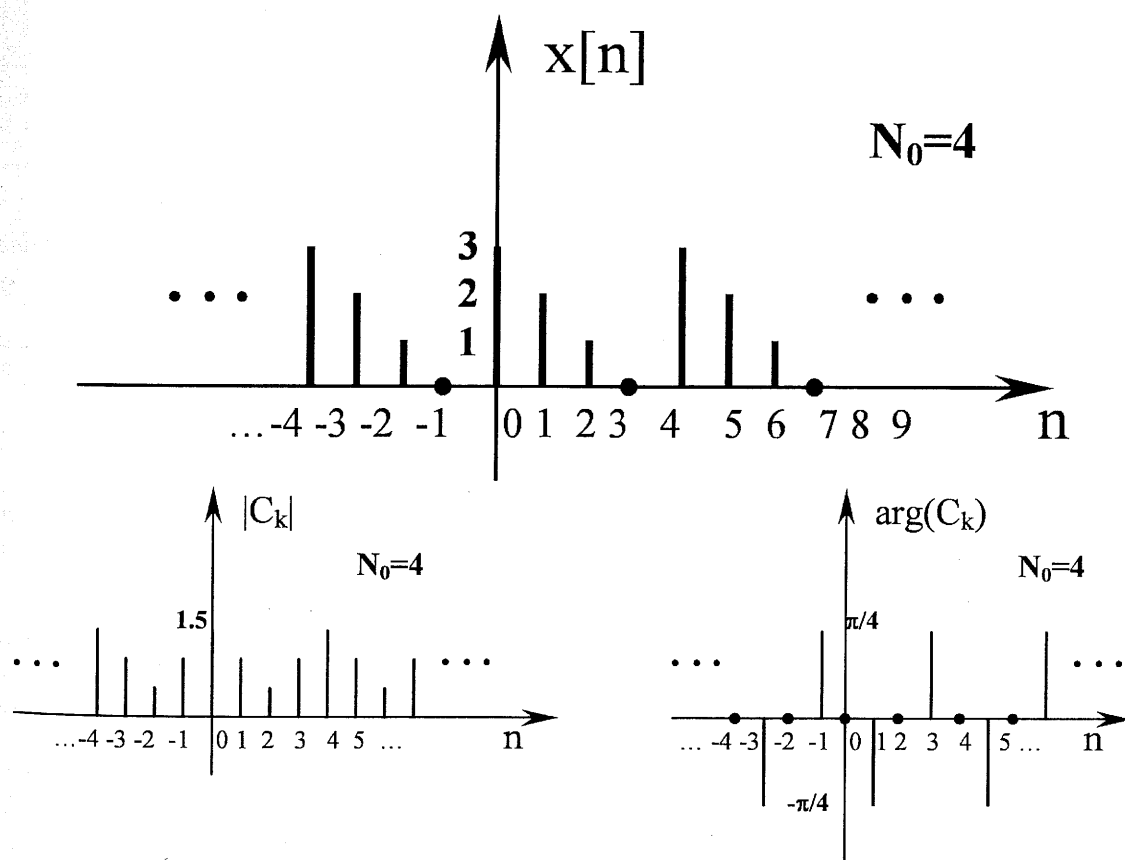 x[n]
N₀=4
3
2
1
...-4 -3 -2 -1 0 1 2 3 4 5 6 7 8 9 n
|Cₖ|
N₀=4
1.5
...-4 -3 -2 -1 0 1 2 3 4 5 ... n
arg(Cₖ)
N₀=4
π/4
... -4 -3 -2 -1 0 1 2 3 4 5 ... n
-π/4